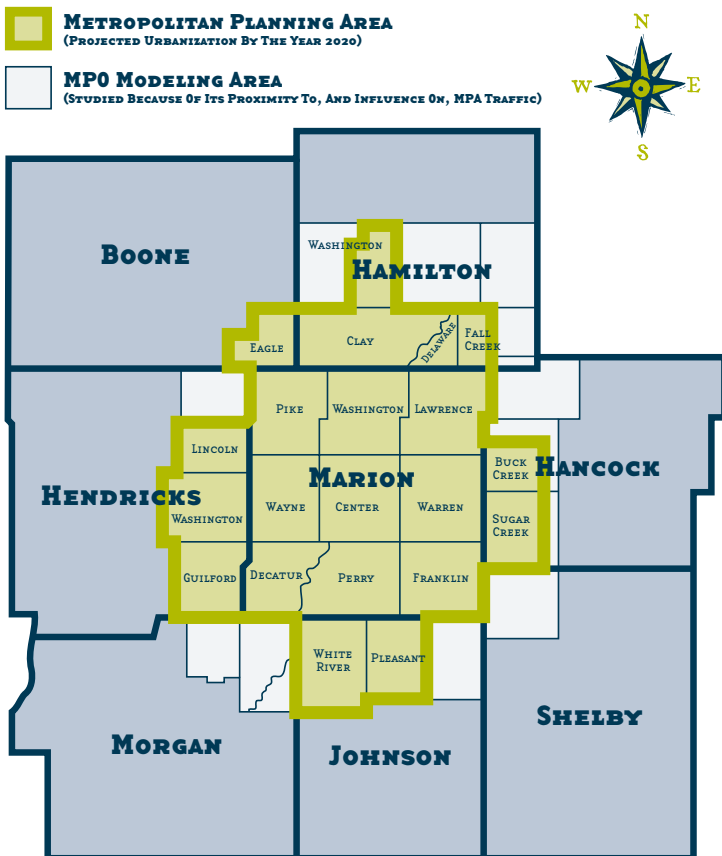 Metropolitan Planning Area
(Projected Urbanization By The Year 2020)
MPO Modeling Area
(Studied Because Of Its Proximity To, And Influence On, MPA Traffic)
N
W
E
S
Boone
Washington
Hamilton
Eagle
Clay
Delaware
Fall
Creek
Pike
Washington
Lawrence
Lincoln
Marion
Buck
Creek
Hancock
Hendricks
Washington
Wayne
Center
Warren
Sugar
Creek
Guilford
Decatur
Perry
Franklin
White
River
Pleasant
Morgan
Johnson
Shelby